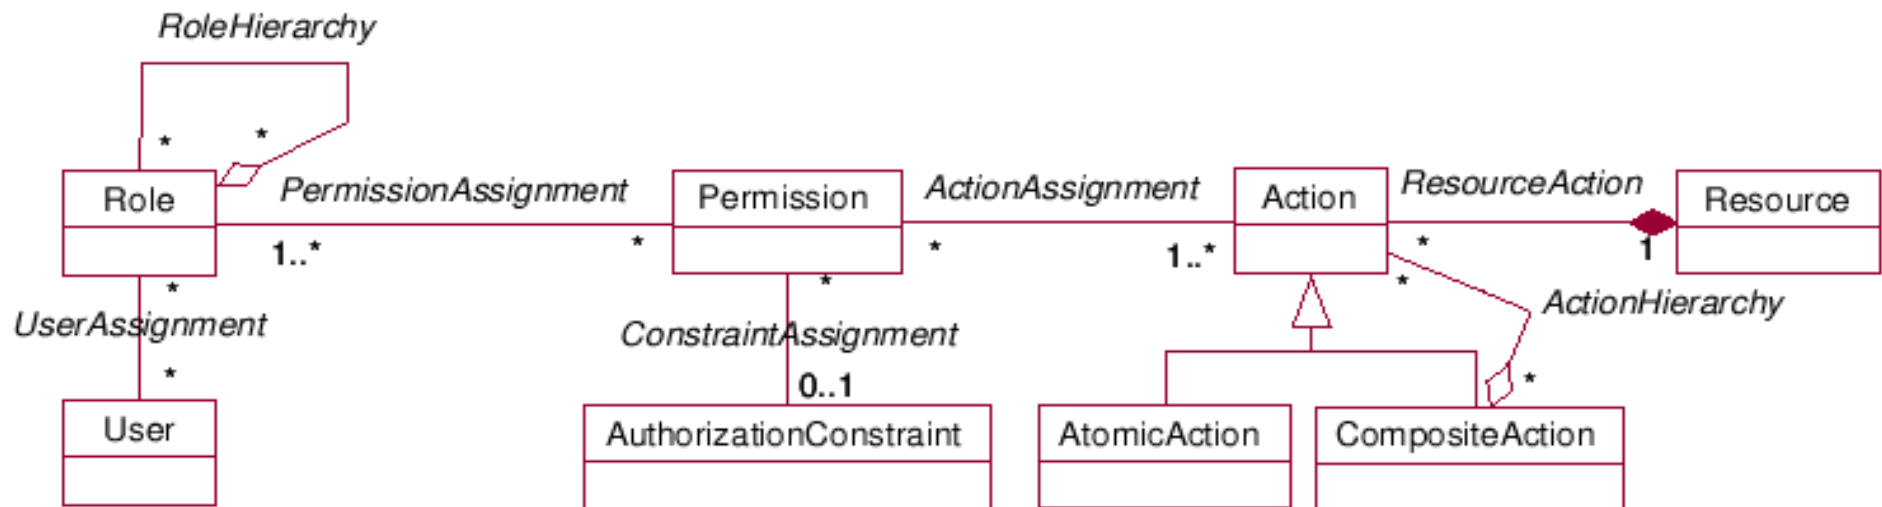 RoleHierarchy
* *
Role
PermissionAssignment
1..* *
Permission
ActionAssignment
* 1..*
Action
ResourceAction
* 1
Resource
*
UserAssignment
*
User
*
ConstraintAssignment
0..1
AuthorizationConstraint
*
ActionHierarchy
*
AtomicAction
CompositeAction